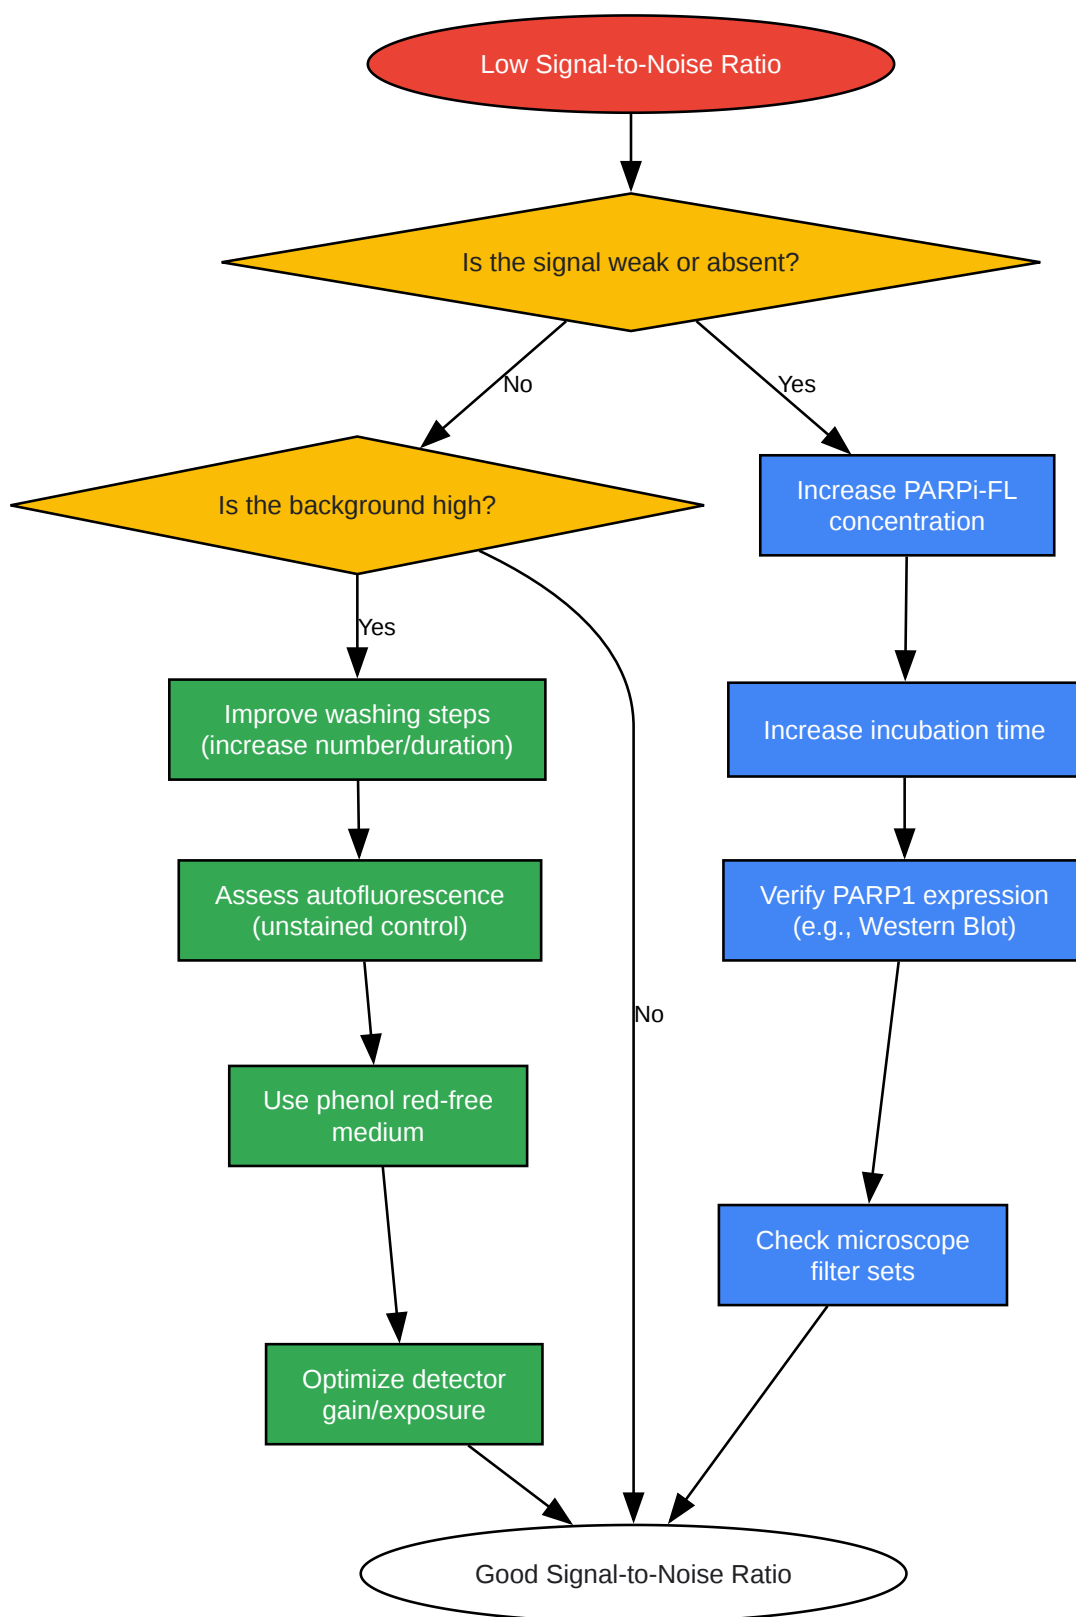 Low Signal-to-Noise Ratio
Is the signal weak or absent?
No
Yes
Is the background high?
Increase PARPi-FL
concentration
Yes
Improve washing steps
(increase number/duration)
Increase incubation time
Assess autofluorescence
(unstained control)
Verify PARP1 expression
(e.g., Western Blot)
No
Use phenol red-free
medium
Check microscope
filter sets
Optimize detector
gain/exposure
Good Signal-to-Noise Ratio